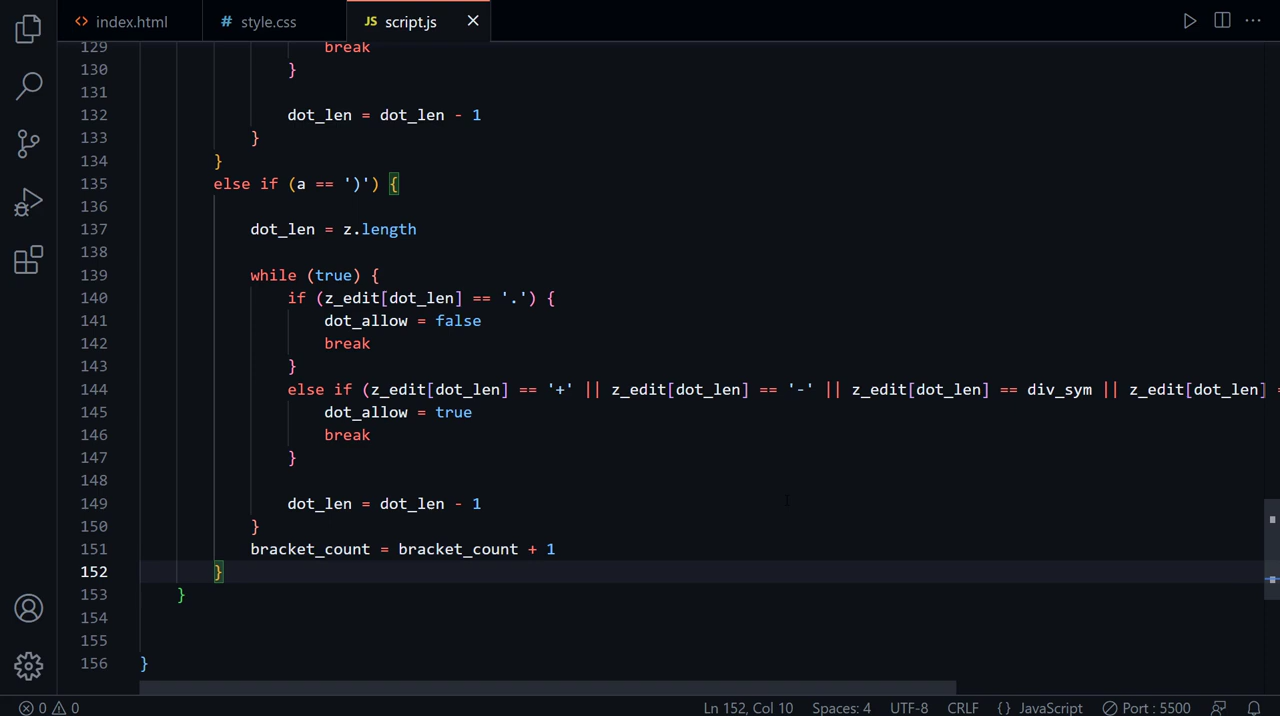 <> index.html # style.css JS script.js ×
129 break
130 }
131
132 dot_len = dot_len - 1
133 }
134 }
135 else if (a == ')') {
136
137 dot_len = z.length
138
139 while (true) {
140 if (z_edit[dot_len] == '.') {
141 dot_allow = false
142 break
143 }
144 else if (z_edit[dot_len] == '+' || z_edit[dot_len] == '-' || z_edit[dot_len] == div_sym || z_edit[dot_len] =
145 dot_allow = true
146 break
147 }
148
149 dot_len = dot_len - 1
150 }
151 bracket_count = bracket_count + 1
152 }
153 }
154
155
156 }
0 0 Ln 152, Col 10 Spaces: 4 UTF-8 CRLF {} JavaScript Port : 5500